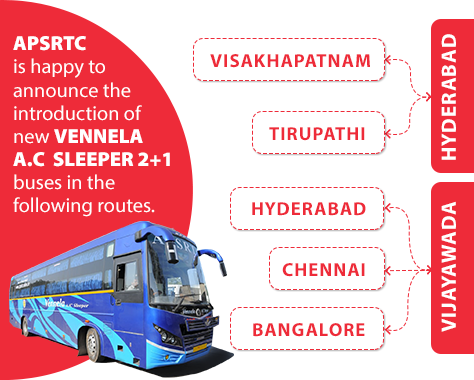 APSRTC
is happy to
announce the
introduction of
new VENNELA
A.C SLEEPER 2+1
buses in the
following routes.
VISAKHAPATNAM
TIRUPATHI
HYDERABAD
HYDERABAD
CHENNAI
BANGALORE
VIJAYAWADA
APSRTC
Vennela A.C Sleeper